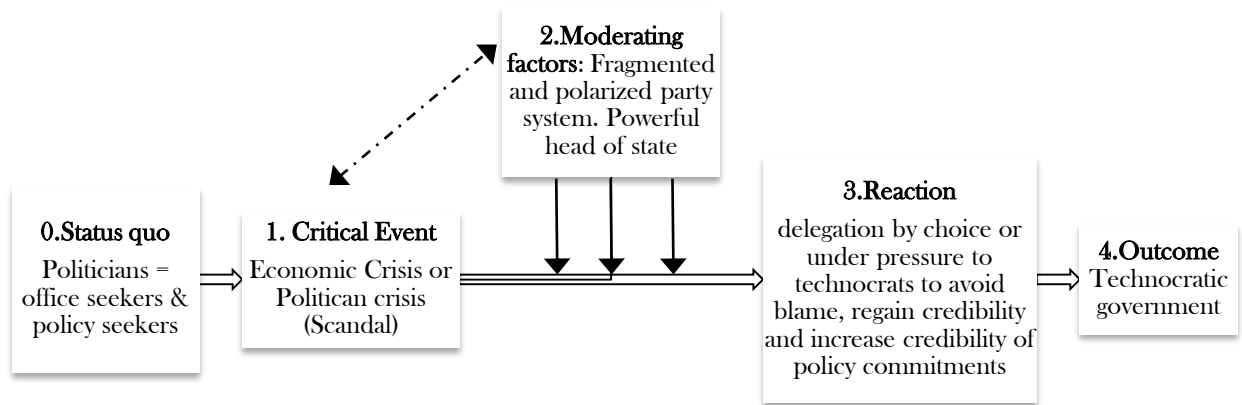 0.Status quo
Politicians =
office seekers &
policy seekers
1. Critical Event
Economic Crisis or
Politican crisis
(Scandal)
2.Moderating
factors: Fragmented
and polarized party
system. Powerful
head of state
3.Reaction
delegation by choice or
under pressure to
technocrats to avoid
blame, regain credibility
and increase credibility of
policy commitments
4.Outcome
Technocratic
government